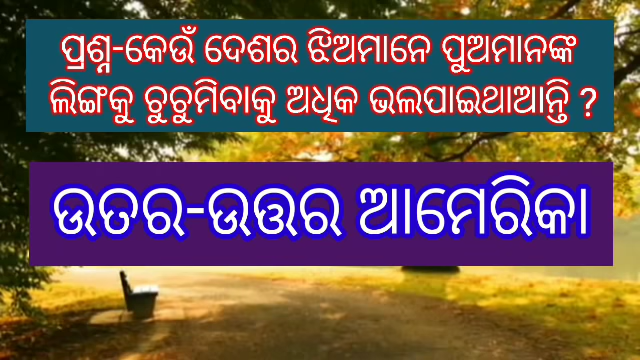 ପ୍ରଶ୍ନ-କେଉଁ ଦେଶର ଝିଅମାନେ ପୁଅମାନଙ୍କ
ଲିଙ୍ଗକୁ ଚୁଚୁମିବାକୁ ଅଧିକ ଭଲପାଇଥାଆନ୍ତି ?
ଉତର-ଉତ୍ତର ଆମେରିକା